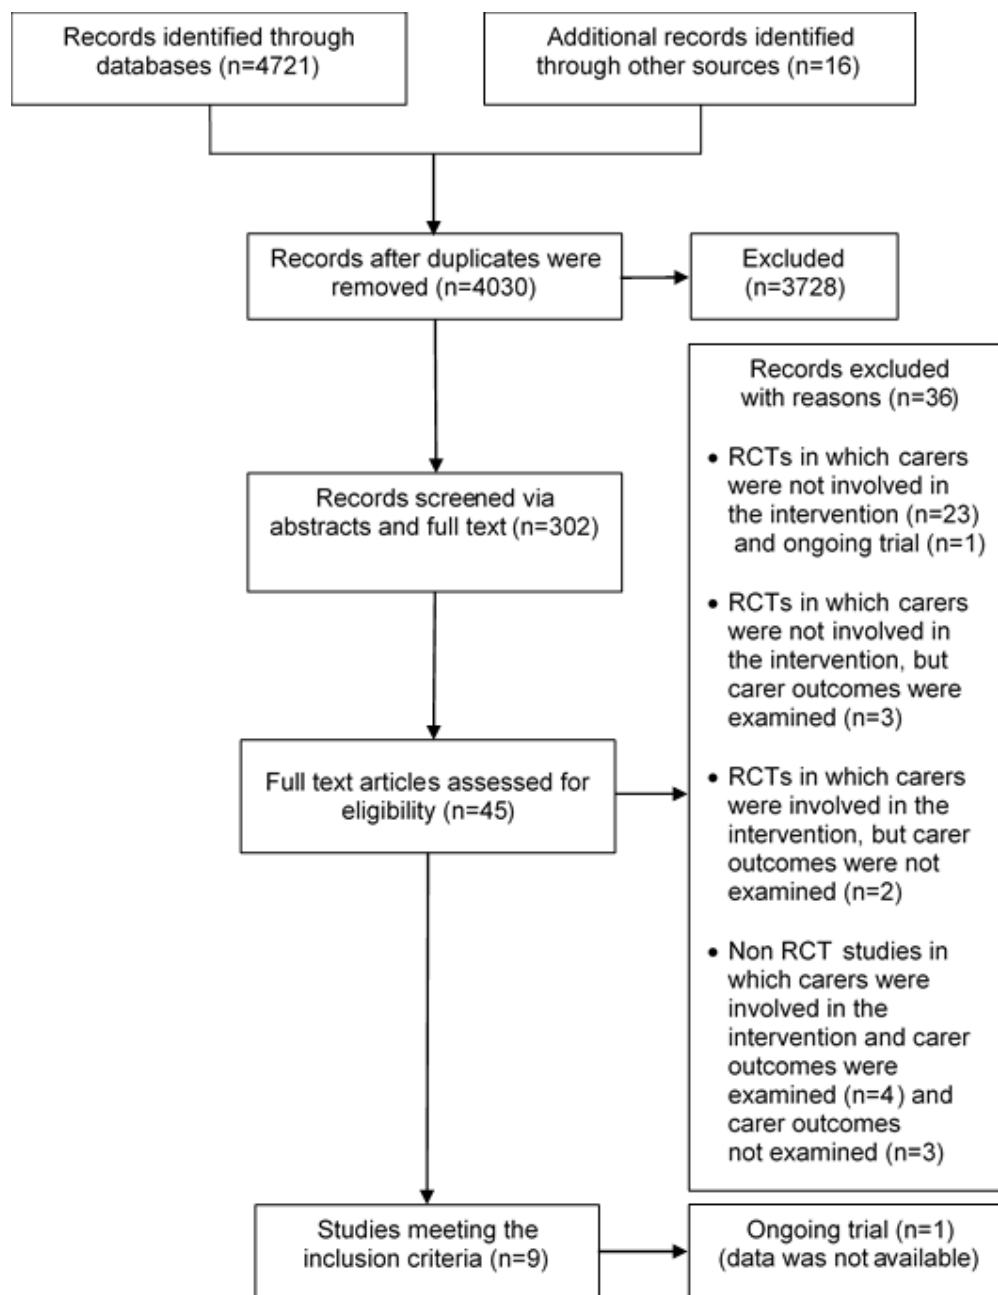 Records identified through
databases (n=4721)
Additional records identified
through other sources (n=16)
Records after duplicates were
removed (n=4030)
Excluded
(n=3728)
Records excluded
with reasons (n=36)
• RCTs in which carers
were not involved in
the intervention (n=23)
and ongoing trial (n=1)
• RCTs in which carers
were not involved in
the intervention, but
carer outcomes were
examined (n=3)
• RCTs in which carers
were involved in the
intervention, but carer
outcomes were not
examined (n=2)
• Non RCT studies in
which carers were
involved in the
intervention and carer
outcomes were
examined (n=4) and
carer outcomes
not examined (n=3)
Records screened via
abstracts and full text (n=302)
Full text articles assessed for
eligibility (n=45)
Studies meeting the
inclusion criteria (n=9)
Ongoing trial (n=1)
(data was not available)